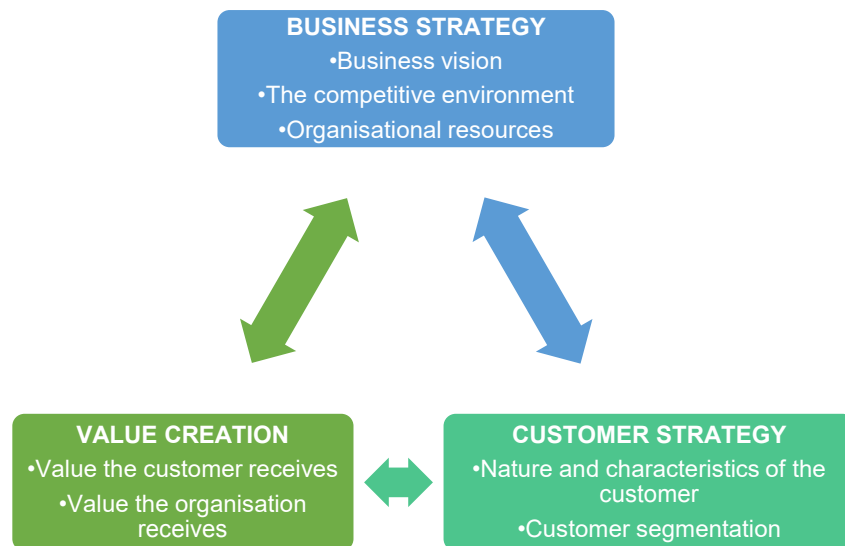 BUSINESS STRATEGY
•Business vision
•The competitive environment
•Organisational resources
VALUE CREATION
•Value the customer receives
•Value the organisation
receives
CUSTOMER STRATEGY
•Nature and characteristics of the
customer
•Customer segmentation